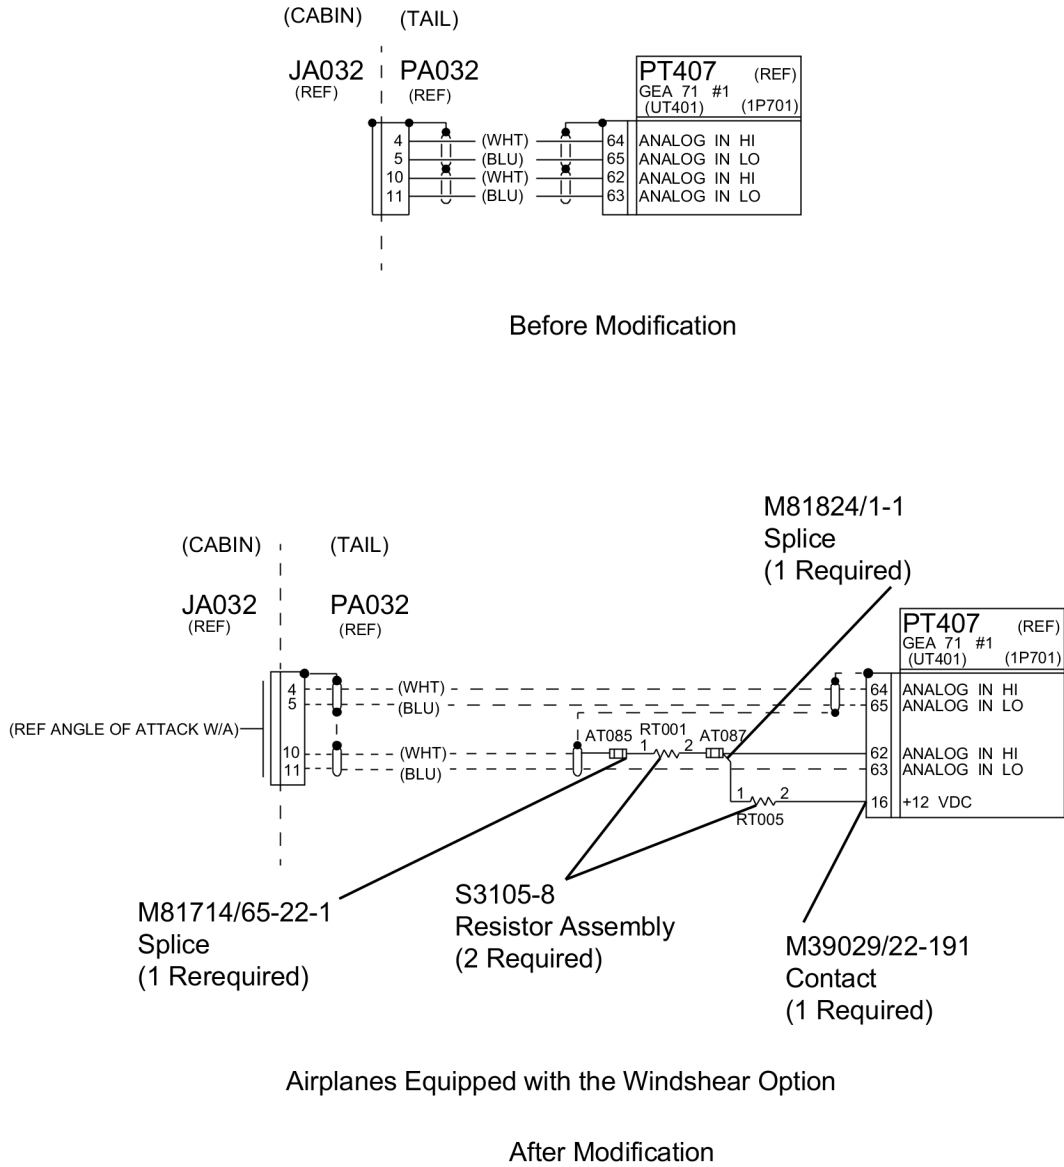 (CABIN) (TAIL)
JA032 PA032
(REF) (REF)
PT407 (REF)
GEA 71 #1
(UT401) (1P701)
4 (WHT) 64 ANALOG IN HI
5 (BLU) 65 ANALOG IN LO
10 (WHT) 62 ANALOG IN HI
11 (BLU) 63 ANALOG IN LO
Before Modification
M81824/1-1
Splice
(1 Required)
(CABIN) (TAIL)
JA032 PA032
(REF) (REF)
PT407 (REF)
GEA 71 #1
(UT401) (1P701)
4 (WHT) 64 ANALOG IN HI
5 (BLU) 65 ANALOG IN LO
(REF ANGLE OF ATTACK W/A)
AT085 RT001 AT087
10 (WHT) 1 2 62 ANALOG IN HI
11 (BLU) 63 ANALOG IN LO
1 2 16 +12 VDC
RT005
M81714/65-22-1
Splice
(1 Rerequired)
S3105-8
Resistor Assembly
(2 Required)
M39029/22-191
Contact
(1 Required)
Airplanes Equipped with the Windshear Option
After Modification